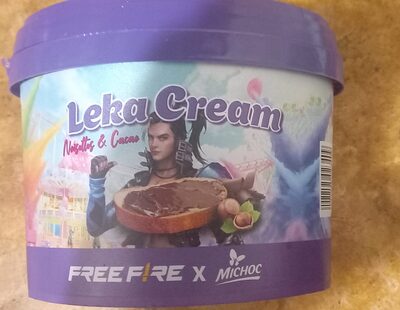 Leka Cream
Noisettes & Cacao
FREE FIRE X MICHOC